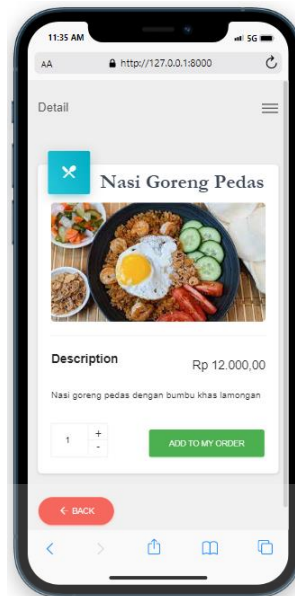 11:35 AM
5G
AA
http://127.0.0.1:8000
Detail
Nasi Goreng Pedas
Description
Rp 12.000,00
Nasi goreng pedas dengan bumbu khas lamongan
1
+
-
ADD TO MY ORDER
← BACK